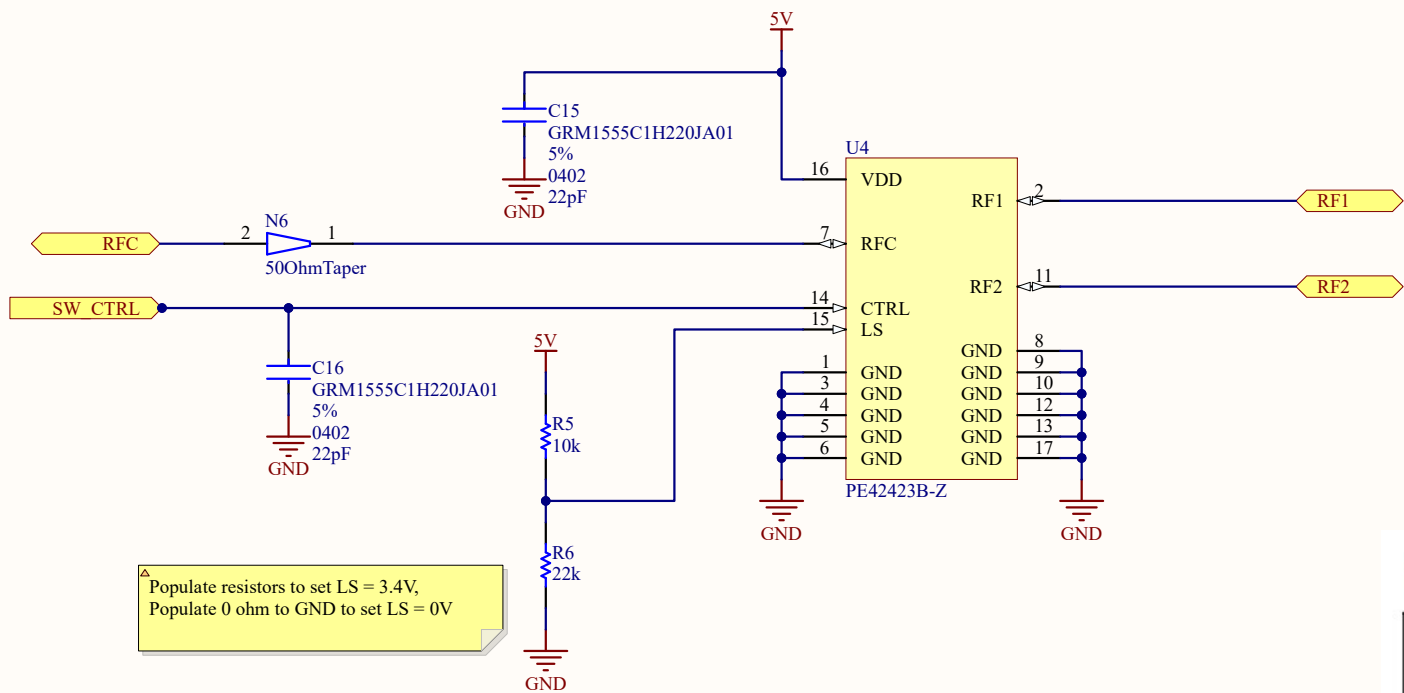 5V
C15
GRM1555C1H220JA01
5%
0402
22pF
GND
U4
16 VDD
RF1 2
RF1
RFC
N6
2 1
50OhmTaper
7 RFC
RF2 11
RF2
SW_CTRL
14 CTRL
15 LS
C16
GRM1555C1H220JA01
5%
0402
22pF
GND
5V
R5
10k
R6
22k
GND
1 GND
3 GND
4 GND
5 GND
6 GND
GND 8
GND 9
GND 10
GND 12
GND 13
GND 17
PE42423B-Z
GND
GND
Populate resistors to set LS = 3.4V,
Populate 0 ohm to GND to set LS = 0V